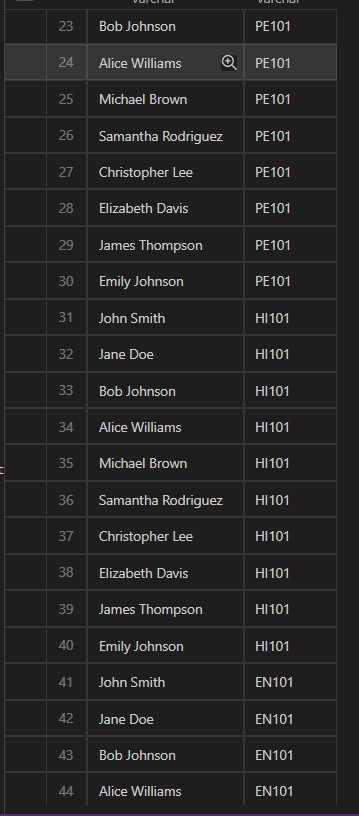 varchar varchar
23 Bob Johnson PE101
24 Alice Williams PE101
25 Michael Brown PE101
26 Samantha Rodriguez PE101
27 Christopher Lee PE101
28 Elizabeth Davis PE101
29 James Thompson PE101
30 Emily Johnson PE101
31 John Smith HI101
32 Jane Doe HI101
33 Bob Johnson HI101
34 Alice Williams HI101
35 Michael Brown HI101
36 Samantha Rodriguez HI101
37 Christopher Lee HI101
38 Elizabeth Davis HI101
39 James Thompson HI101
40 Emily Johnson HI101
41 John Smith EN101
42 Jane Doe EN101
43 Bob Johnson EN101
44 Alice Williams EN101